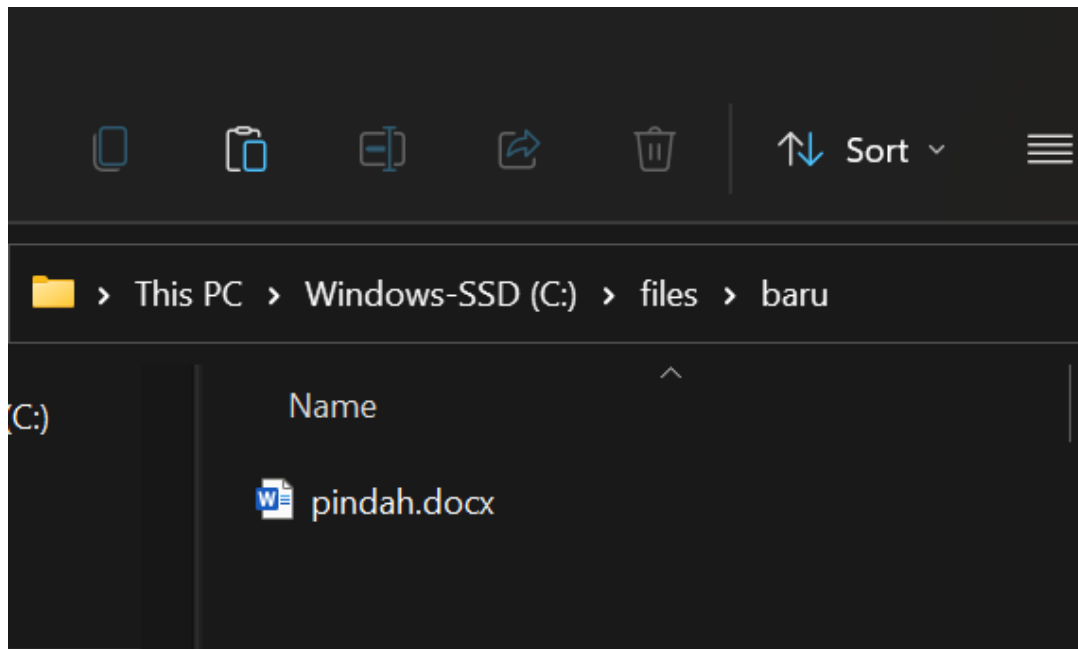 Sort
This PC > Windows-SSD (C:) > files > baru
(C:)
Name
pindah.docx